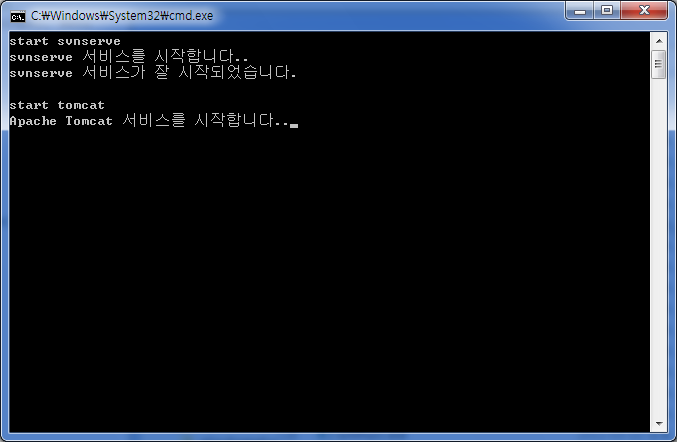 C:₩Windows₩System32₩cmd.exe
start svnserve
svnserve 서비스를 시작합니다..
svnserve 서비스가 잘 시작되었습니다.
start tomcat
Apache Tomcat 서비스를 시작합니다..